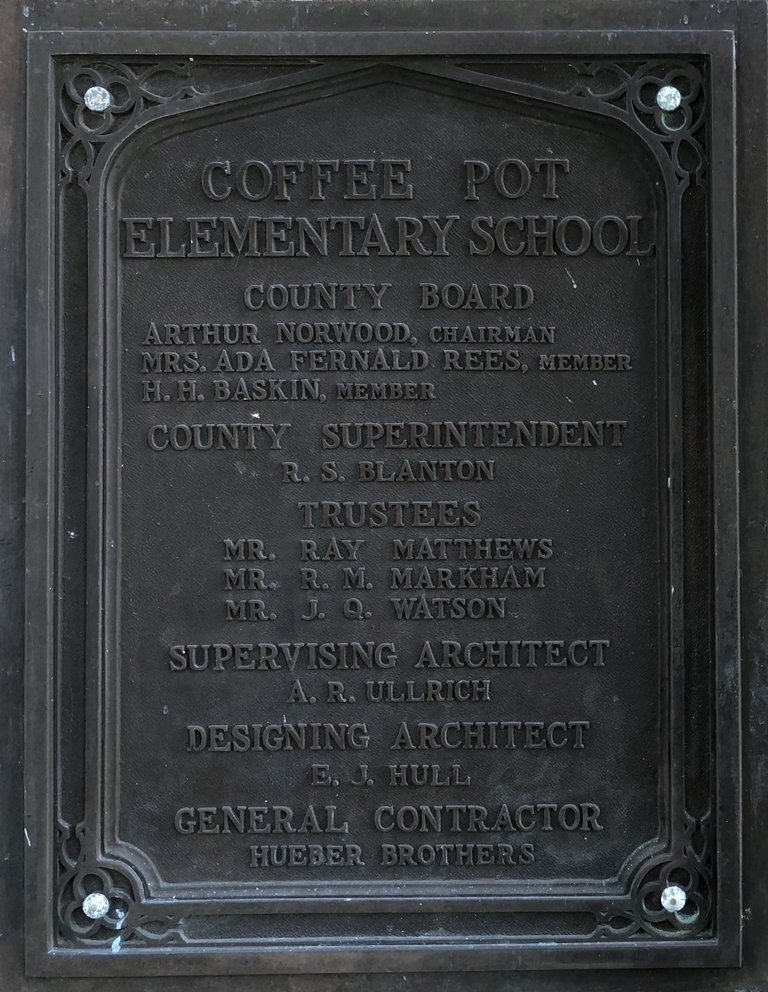 COFFEE POT
ELEMENTARY SCHOOL
COUNTY BOARD
ARTHUR NORWOOD, CHAIRMAN
MRS. ADA FERNALD REES, MEMBER
H. H. BASKIN, MEMBER
COUNTY SUPERINTENDENT
R. S. BLANTON
TRUSTEES
MR. RAY MATTHEWS
MR. R. M. MARKHAM
MR. J. Q. WATSON
SUPERVISING ARCHITECT
A. R. ULLRICH
DESIGNING ARCHITECT
E. J. HULL
GENERAL CONTRACTOR
HUEBER BROTHERS